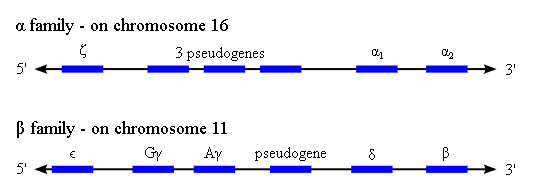 α family - on chromosome 16
ζ 3 pseudogenes α₁ α₂
5' 3'
β family - on chromosome 11
ϵ Gγ Aγ pseudogene δ β
5' 3'